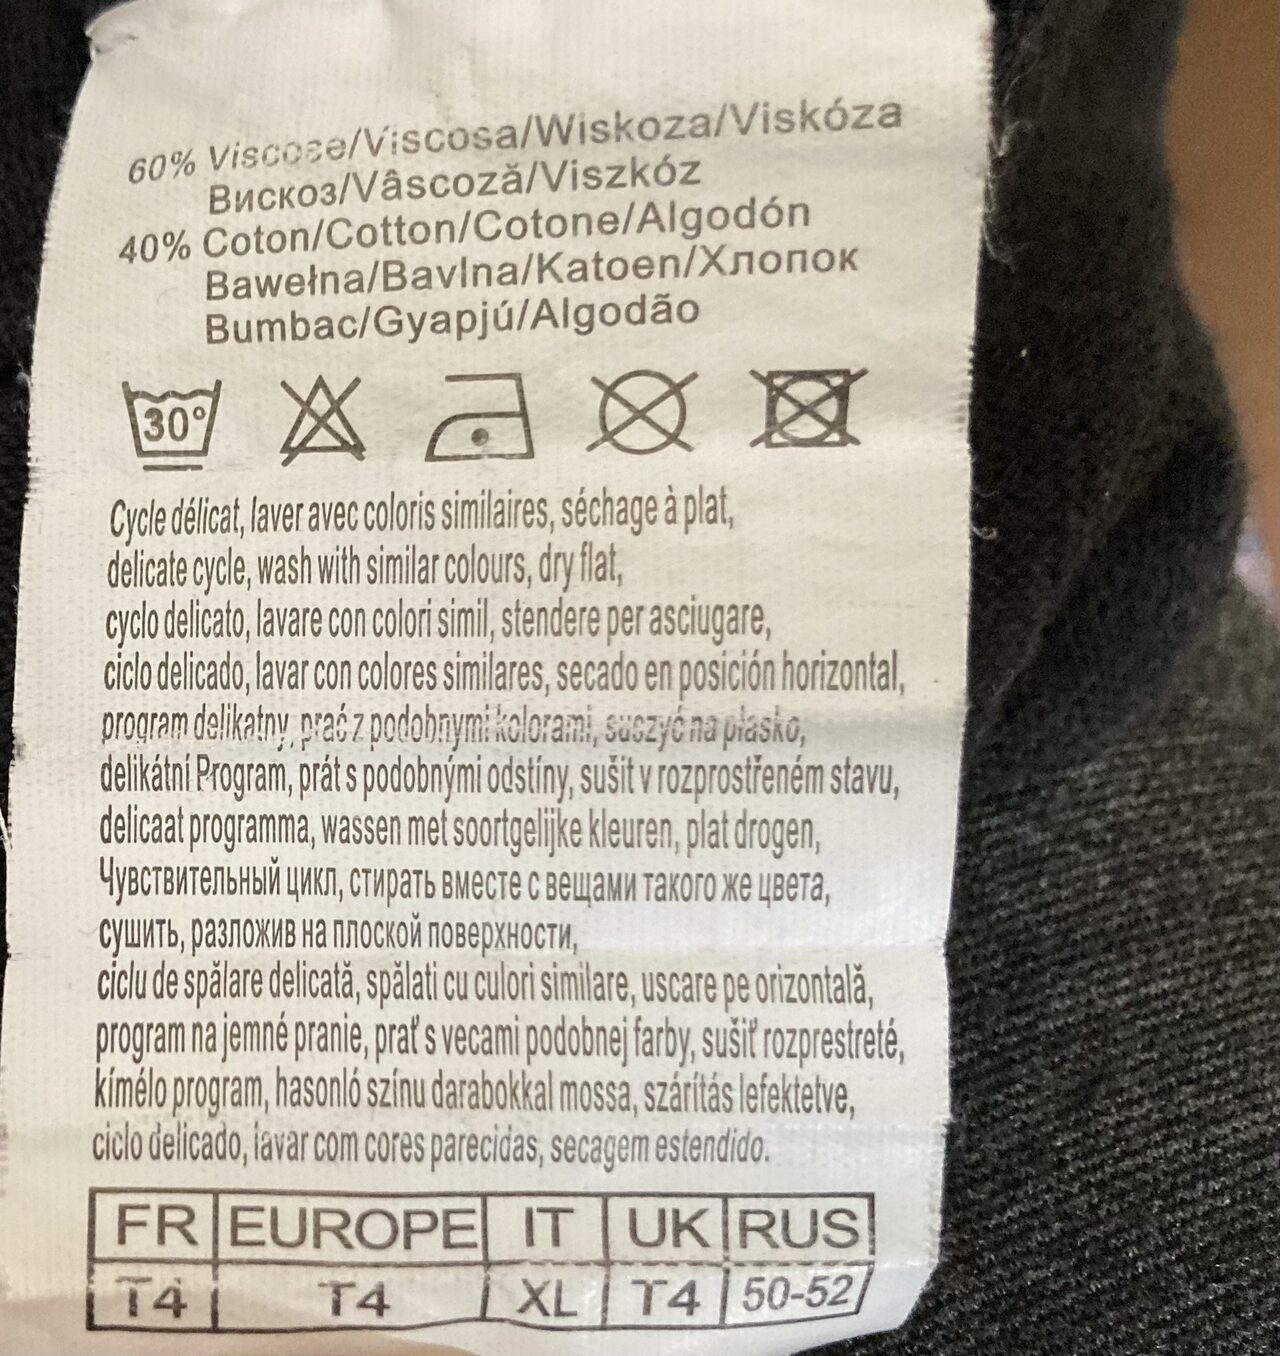 60% Viscose/Viscosa/Wiskoza/Viskóza
Вискоз/Vâscoză/Viszkóz
40% Coton/Cotton/Cotone/Algodón
Bawełna/Bavlna/Katoen/Хлопок
Bumbac/Gyapjú/Algodão
30°
Cycle délicat, laver avec coloris similaires, séchage à plat,
delicate cycle, wash with similar colours, dry flat,
cyclo delicato, lavare con colori simil, stendere per asciugare,
ciclo delicado, lavar con colores similares, secado en posición horizontal,
program delikatny, prać z podobnymi kolorami, suszyć na płasko,
delikátní Program, prát s podobnými odstíny, sušit v rozprostřeném stavu,
delicaat programma, wassen met soortgelijke kleuren, plat drogen,
Чувствительный цикл, стирать вместе с вещами такого же цвета,
сушить, разложив на плоской поверхности,
ciclu de spălare delicată, spălati cu culori similare, uscare pe orizontală,
program na jemné pranie, prať s vecami podobnej farby, sušiť rozprestreté,
kímélo program, hasonló színu darabokkal mossa, szárítás lefektetve,
ciclo delicado, lavar com cores parecidas, secagem estendido.
FR EUROPE IT UK RUS
T4 T4 XL T4 50-52